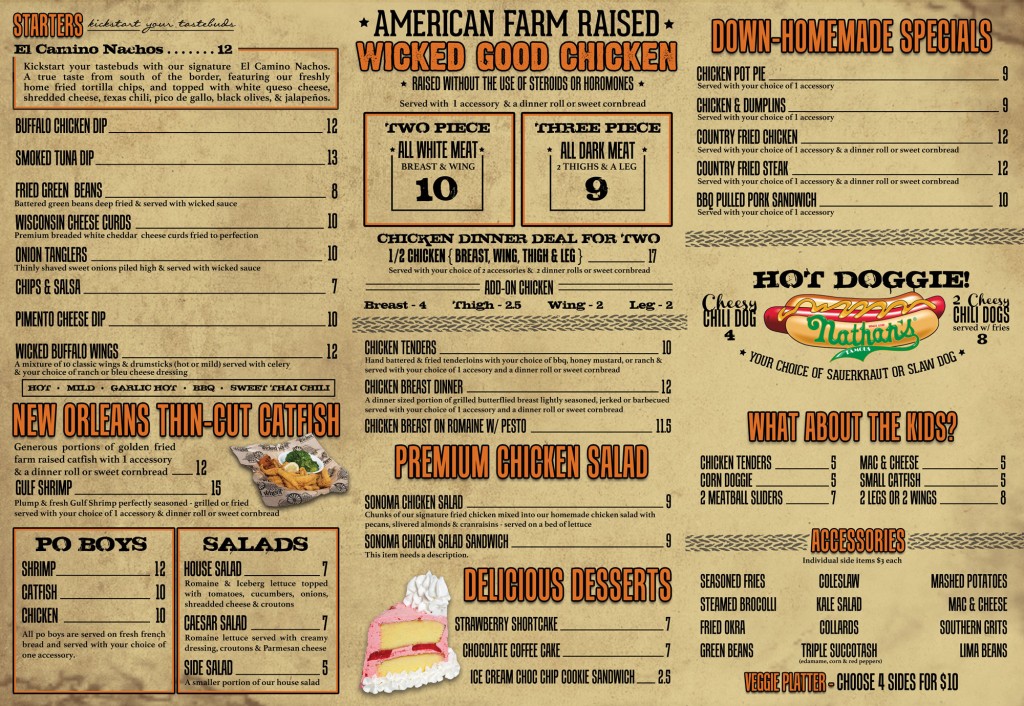 STARTERS kickstart your tastebuds
El Camino Nachos ....... 12
Kickstart your tastebuds with our signature El Camino Nachos.
A true taste from south of the border, featuring our freshly
home fried tortilla chips, and topped with white queso cheese,
shredded cheese, texas chili, pico de gallo, black olives, & jalapeños.
BUFFALO CHICKEN DIP 12
SMOKED TUNA DIP 13
FRIED GREEN BEANS 8
Battered green beans deep fried & served with wicked sauce
WISCONSIN CHEESE CURDS 10
Premium breaded white cheddar cheese curds fried to perfection
ONION TANGLERS 10
Thinly shaved sweet onions piled high & served with wicked sauce
CHIPS & SALSA 7
PIMENTO CHEESE DIP 10
WICKED BUFFALO WINGS 12
A mixture of 10 classic wings & drumsticks (hot or mild) served with celery
& your choice of ranch or bleu cheese dressing
HOT · MILD · GARLIC HOT · BBQ · SWEET THAI CHILI
NEW ORLEANS THIN-CUT CATFISH
Generous portions of golden fried
farm raised catfish with 1 accessory
& a dinner roll or sweet cornbread 12
GULF SHRIMP 15
Plump & fresh Gulf Shrimp perfectly seasoned - grilled or fried
served with your choice of 1 accessory & dinner roll or sweet cornbread
PO BOYS
SHRIMP 12
CATFISH 10
CHICKEN 10
All po boys are served on fresh french
bread and served with your choice of
one accessory.
SALADS
HOUSE SALAD 7
Romaine & Iceberg lettuce topped
with tomatoes, cucumbers, onions,
shreadded cheese & croutons
CAESAR SALAD 7
Romaine lettuce served with creamy
dressing, croutons & Parmesan cheese
SIDE SALAD 5
A smaller portion of our house salad
AMERICAN FARM RAISED
WICKED GOOD CHICKEN
RAISED WITHOUT THE USE OF STEROIDS OR HOROMONES
Served with 1 accessory & a dinner roll or sweet cornbread
TWO PIECE
ALL WHITE MEAT
BREAST & WING
10
THREE PIECE
ALL DARK MEAT
2 THIGHS & A LEG
9
CHICKEN DINNER DEAL FOR TWO
1/2 CHICKEN { BREAST, WING, THIGH & LEG } 17
Served with your choice of 2 accessories & 2 dinner rolls or sweet cornbread
ADD-ON CHICKEN
Breast - 4 Thigh - 2.5 Wing - 2 Leg - 2
CHICKEN TENDERS 10
Hand battered & fried tenderloins with your choice of bbq, honey mustard, or ranch &
served with your choice of 1 accesory and a dinner roll or sweet cornbread
CHICKEN BREAST DINNER 12
A dinner sized portion of grilled butterflied breast lightly seasoned, jerked or barbecued
served with your choice of 1 accessory and a dinner roll or sweet cornbread
CHICKEN BREAST ON ROMAINE W/ PESTO 11.5
PREMIUM CHICKEN SALAD
SONOMA CHICKEN SALAD 9
Chunks of our signature fried chicken mixed into our homemade chicken salad with
pecans, slivered almonds & cranraisins - served on a bed of lettuce
SONOMA CHICKEN SALAD SANDWICH 9
This item needs a description.
DELICIOUS DESSERTS
STRAWBERRY SHORTCAKE 7
CHOCOLATE COFFEE CAKE 7
ICE CREAM CHOC CHIP COOKIE SANDWICH 2.5
DOWN-HOMEMADE SPECIALS
CHICKEN POT PIE 9
Served with your choice of 1 accessory
CHICKEN & DUMPLINS 9
Served with your choice of 1 accessory
COUNTRY FRIED CHICKEN 12
Served with your choice of 1 accessory & a dinner roll or sweet cornbread
COUNTRY FRIED STEAK 12
Served with your choice of 1 accessory & a dinner roll or sweet cornbread
BBQ PULLED PORK SANDWICH 10
Served with your choice of 1 accessory
HOT DOGGIE!
Cheesy
CHILI DOG
4
Nathan's
FAMOUS
2 Cheesy
CHILI DOGS
served w/ fries
8
YOUR CHOICE OF SAUERKRAUT OR SLAW DOG
WHAT ABOUT THE KIDS?
CHICKEN TENDERS 5 MAC & CHEESE 5
CORN DOGGIE 5 SMALL CATFISH 5
2 MEATBALL SLIDERS 7 2 LEGS OR 2 WINGS 8
ACCESSORIES
Individual side items $3 each
SEASONED FRIES COLESLAW MASHED POTATOES
STEAMED BROCOLLI KALE SALAD MAC & CHEESE
FRIED OKRA COLLARDS SOUTHERN GRITS
GREEN BEANS TRIPLE SUCCOTASH LIMA BEANS
(edamame, corn & red peppers)
VEGGIE PLATTER - CHOOSE 4 SIDES FOR $10